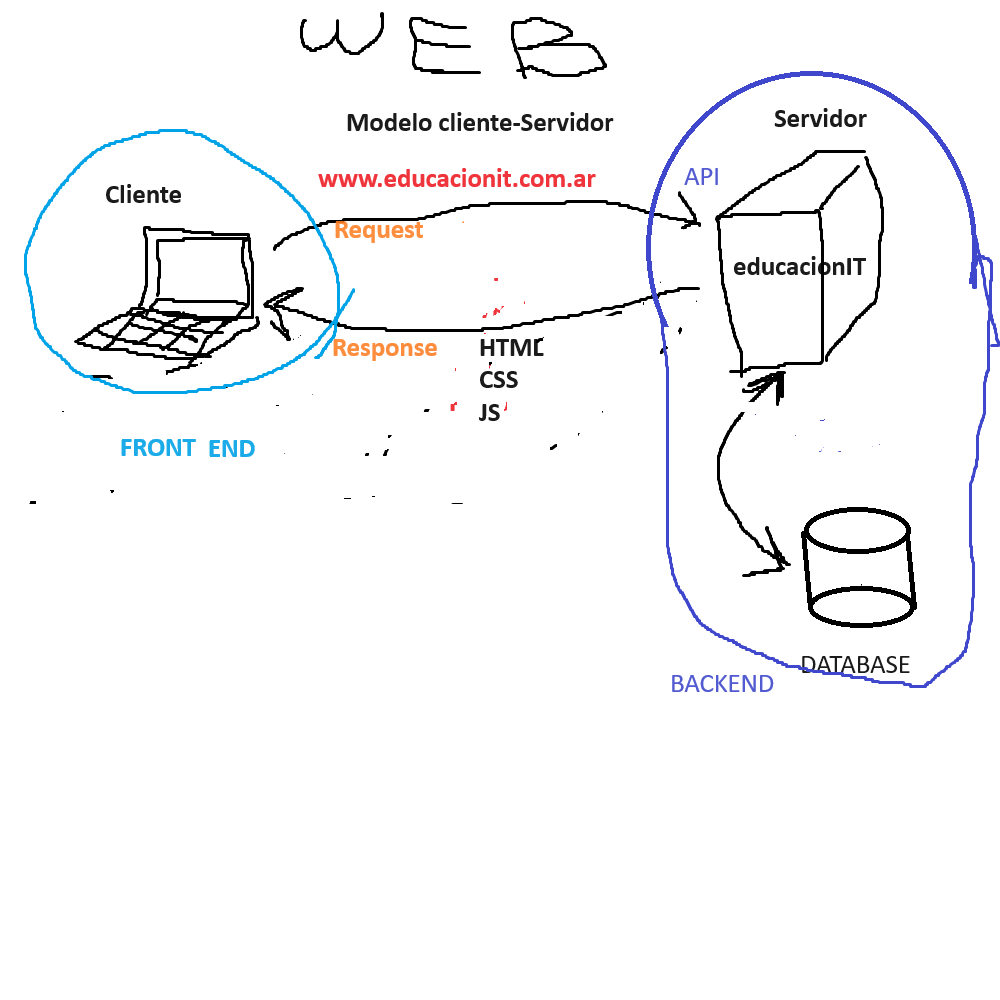 WEB
Modelo cliente-Servidor
Servidor
www.educacionit.com.ar
API
Cliente
Request
educacionIT
Response
HTML
CSS
JS
FRONT END
DATABASE
BACKEND